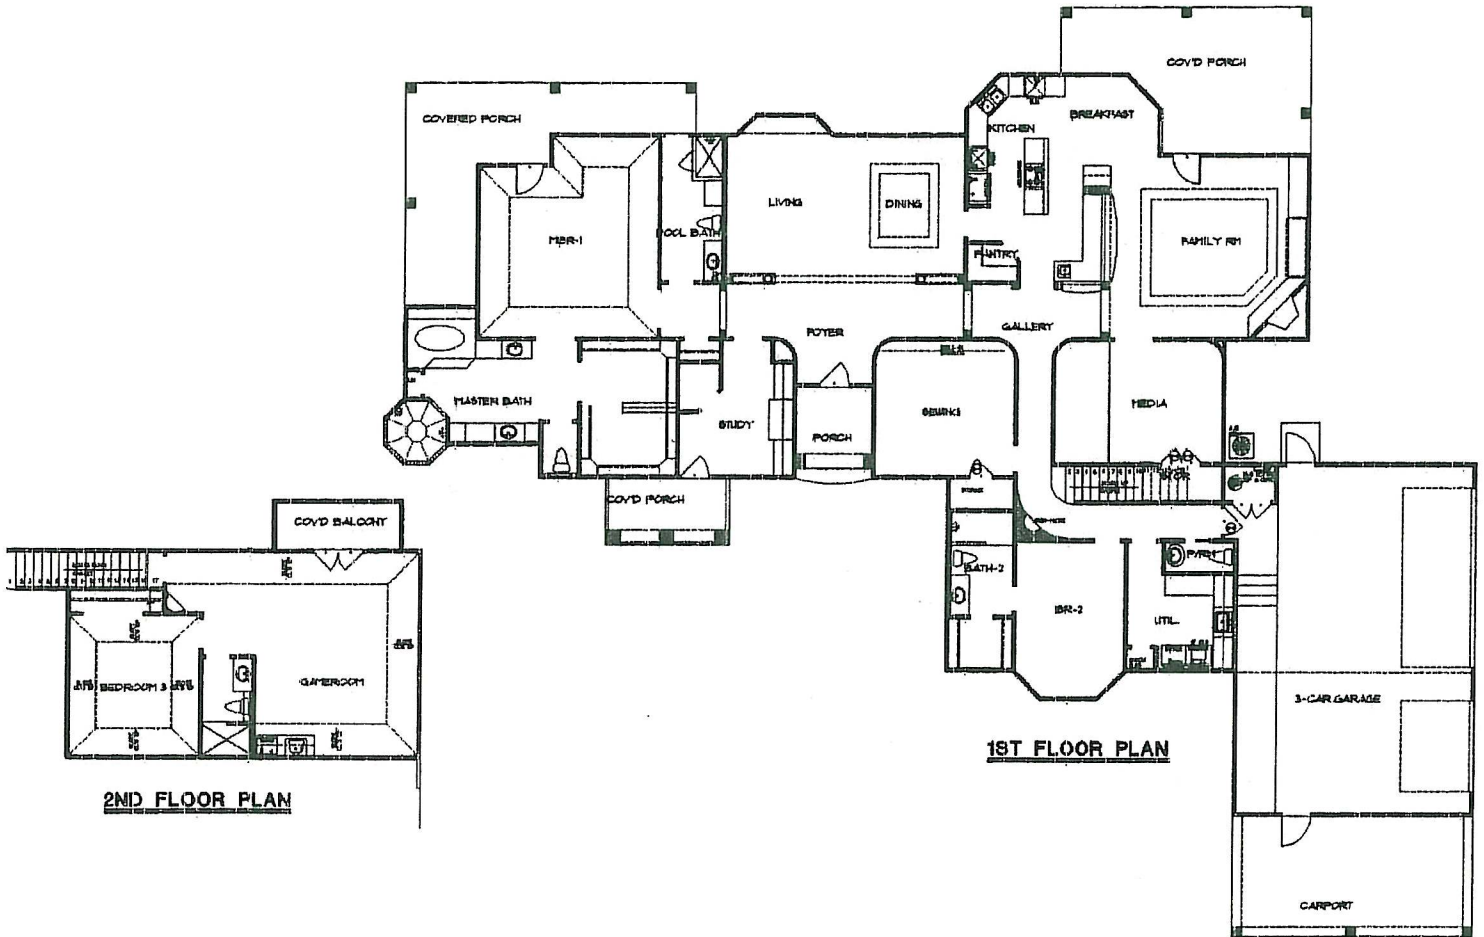 COV'D PORCH
COVERED PORCH
BREAKFAST
KITCHEN
LIVING
DINING
MBR-1
POOL BATH
FAMILY RM
PANTRY
FOYER
GALLERY
MASTER BATH
STUDY
PORCH
MEDIA
COV'D PORCH
STOR
BATH-2
BR-2
UTIL.
PWDR
3-CAR GARAGE
1ST FLOOR PLAN
CARPORT
COV'D BALCONY
BEDROOM 3
GAMEROOM
2ND FLOOR PLAN